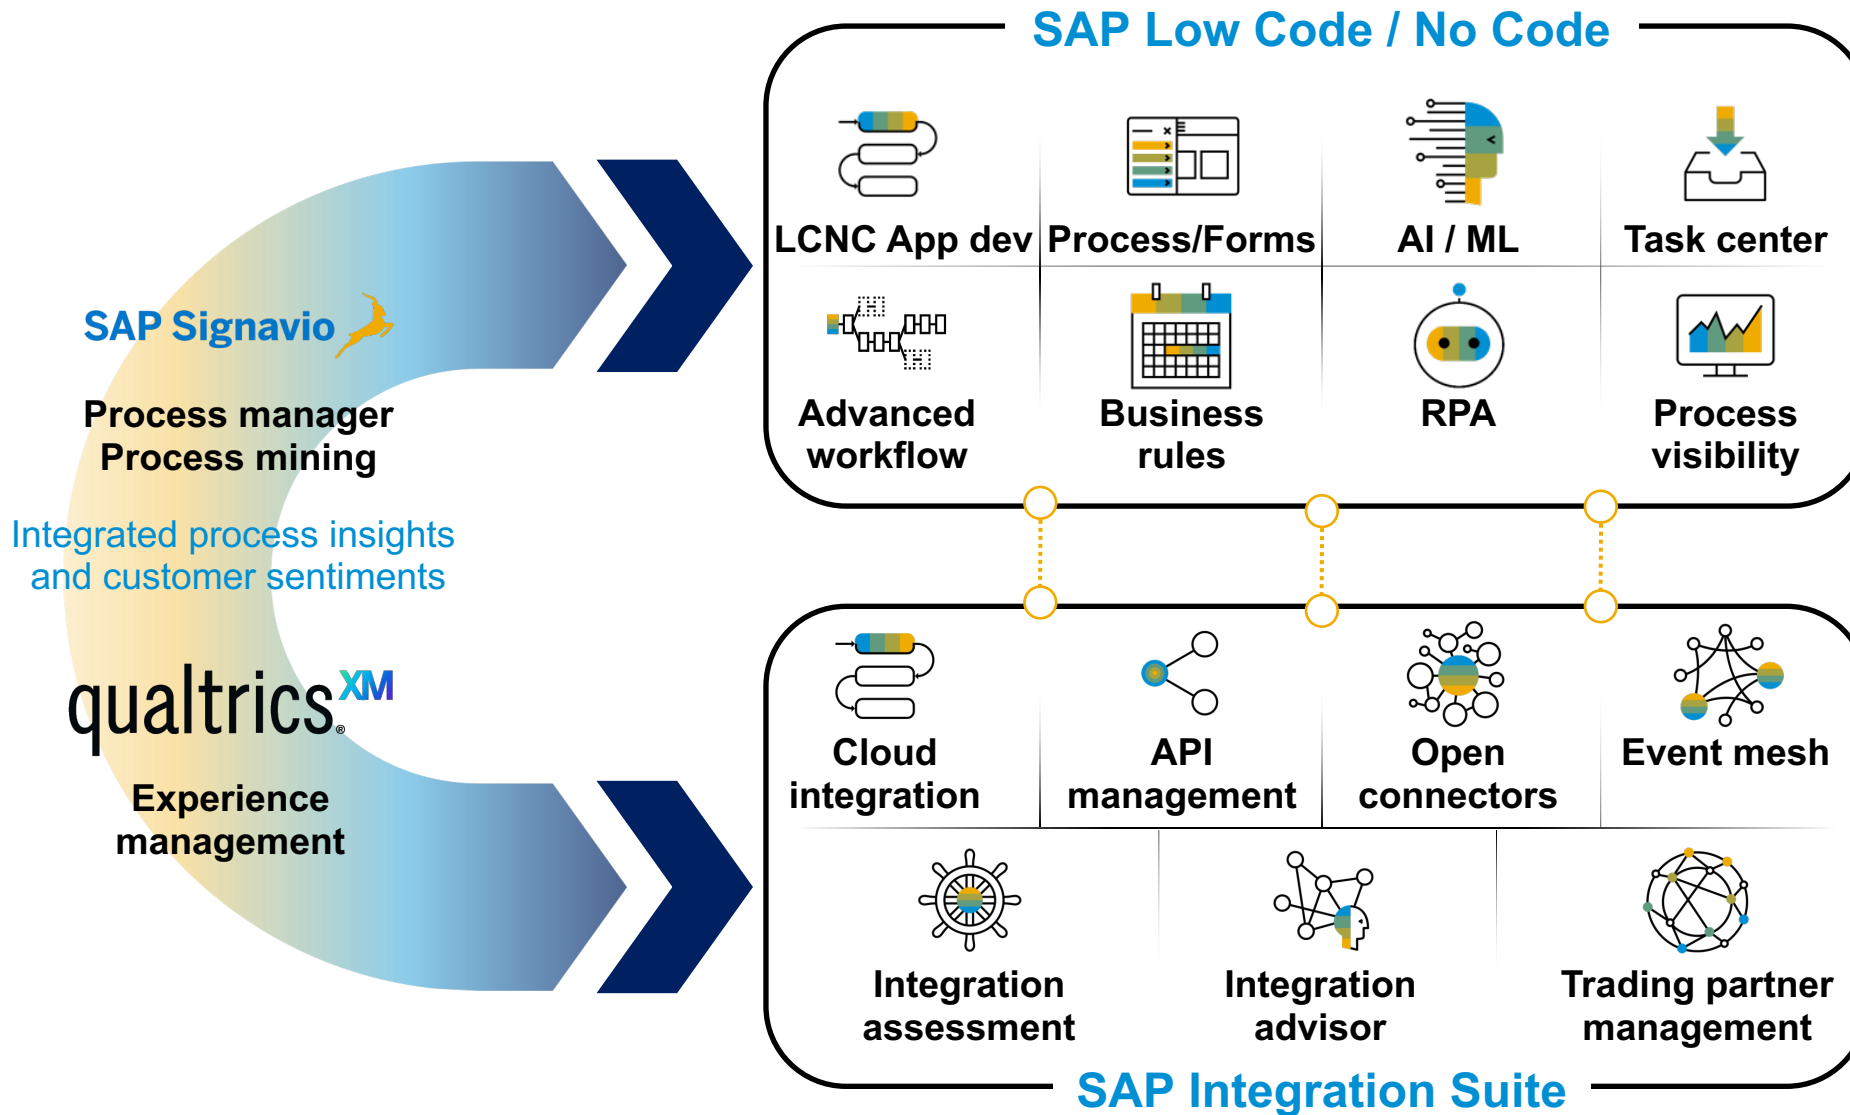 SAP Low Code / No Code
LCNC App dev
Process/Forms
AI / ML
Task center
Advanced
workflow
Business
rules
RPA
Process
visibility
SAP Signavio
Process manager
Process mining
Integrated process insights
and customer sentiments
qualtrics.XM
®
Experience
management
Cloud
integration
API
management
Open
connectors
Event mesh
Integration
assessment
Integration
advisor
Trading partner
management
SAP Integration Suite